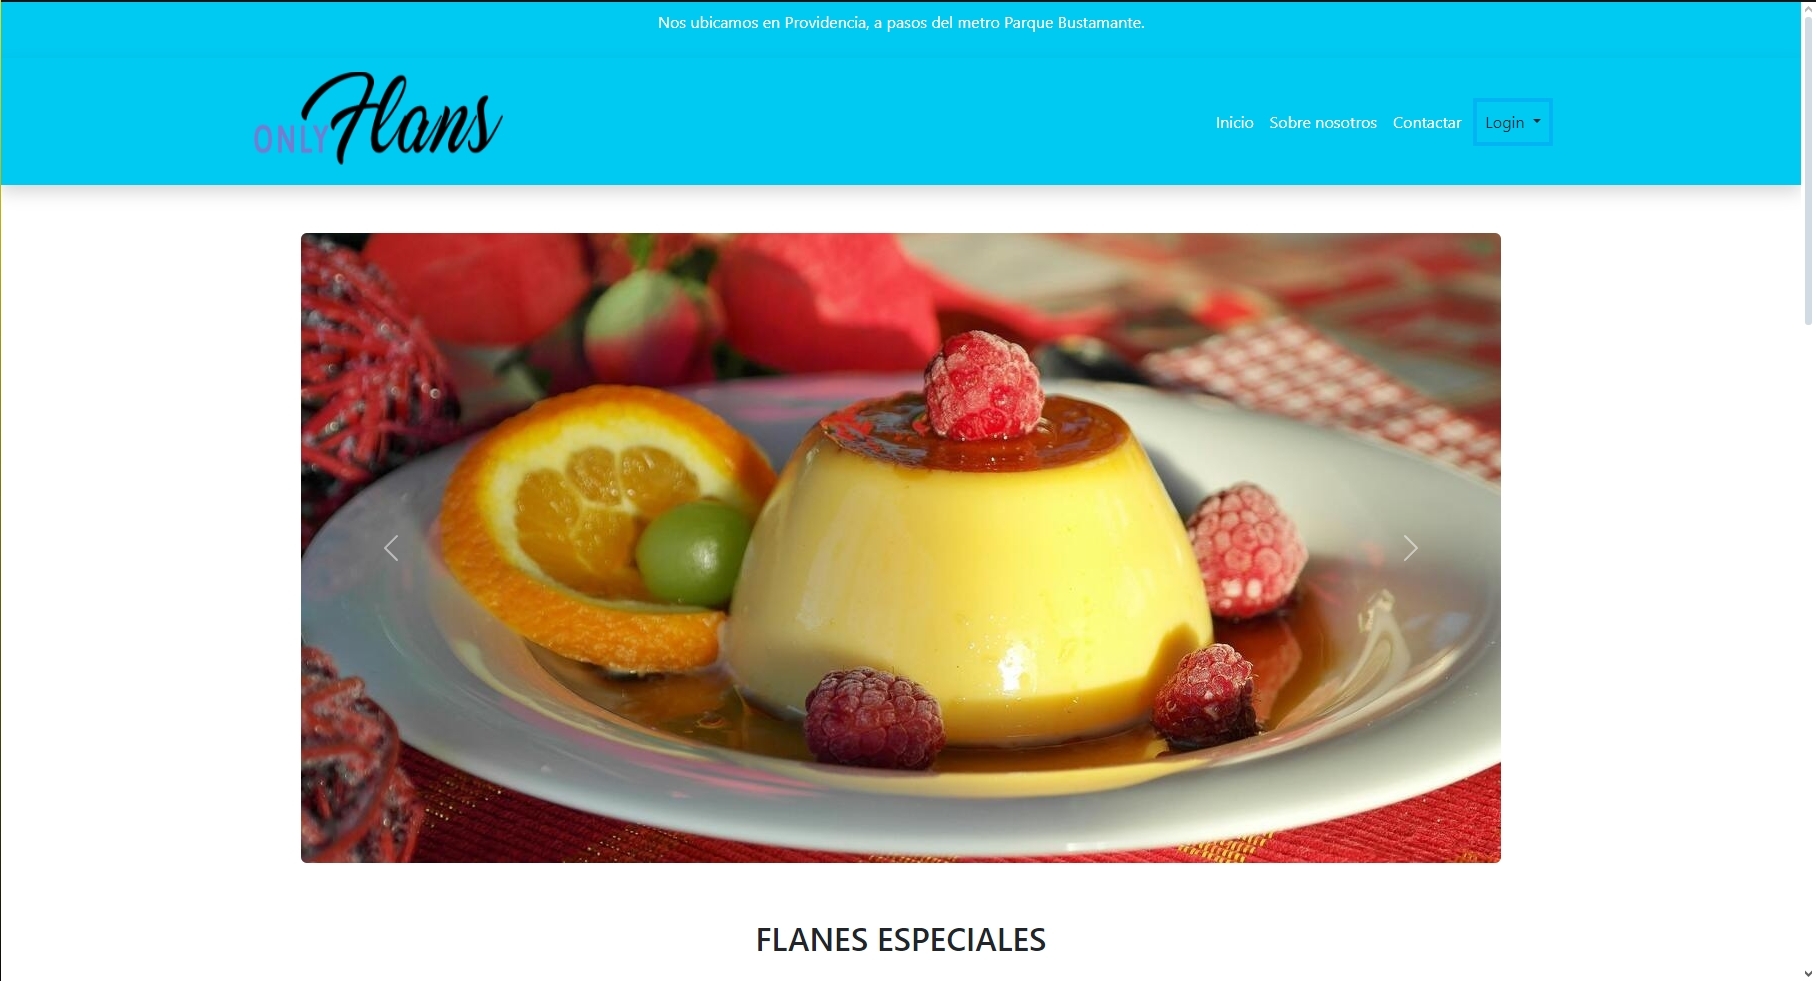 Nos ubicamos en Providencia, a pasos del metro Parque Bustamante.
ONLY Flans
Inicio Sobre nosotros Contactar Login
FLANES ESPECIALES